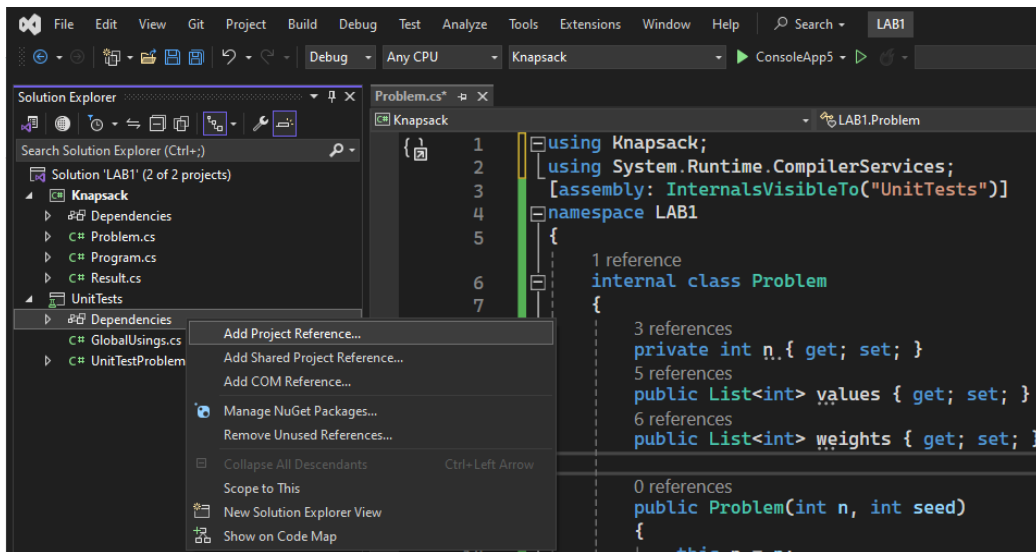 File Edit View Git Project Build Debug Test Analyze Tools Extensions Window Help Search LAB1
Debug Any CPU Knapsack ConsoleApp5
Solution Explorer
Search Solution Explorer (Ctrl+;)
Solution 'LAB1' (2 of 2 projects)
C# Knapsack
Dependencies
C# Problem.cs
C# Program.cs
C# Result.cs
UnitTests
Dependencies
C# GlobalUsings.cs
C# UnitTestProblem
Add Project Reference...
Add Shared Project Reference...
Add COM Reference...
Manage NuGet Packages...
Remove Unused References...
Collapse All Descendants Ctrl+Left Arrow
Scope to This
New Solution Explorer View
Show on Code Map
Problem.cs*
C# Knapsack LAB1.Problem
1 using Knapsack;
2 using System.Runtime.CompilerServices;
3 [assembly: InternalsVisibleTo("UnitTests")]
4 namespace LAB1
5 {
1 reference
6 internal class Problem
7 {
3 references
private int n { get; set; }
5 references
public List<int> values { get; set; }
6 references
public List<int> weights { get; set; }
0 references
public Problem(int n, int seed)
{